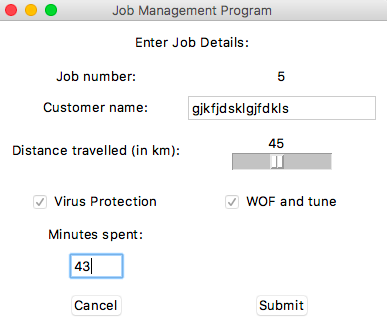 Job Management Program
Enter Job Details:
Job number: 5
Customer name: gjkfjdsklgjfdkls
45
Distance travelled (in km):
Virus Protection WOF and tune
Minutes spent:
43
Cancel Submit